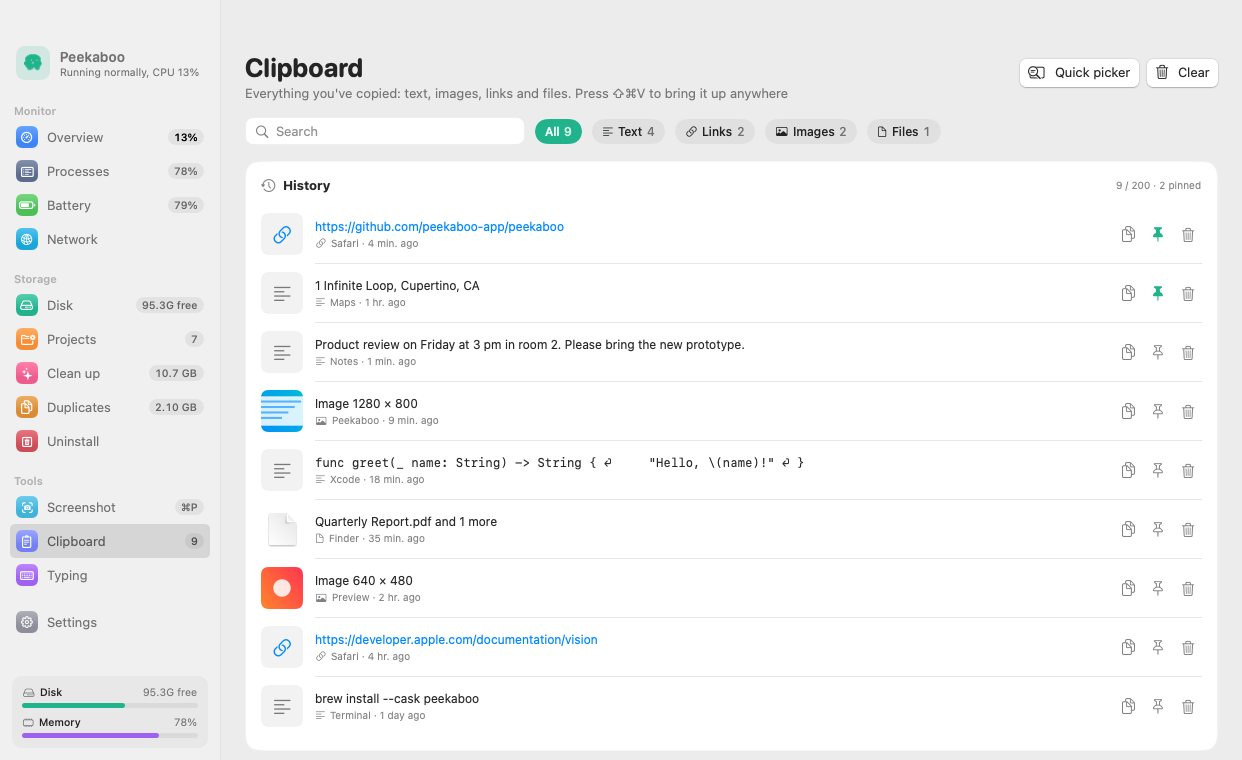 Peekaboo
Running normally, CPU 13%
Monitor
Overview 13%
Processes 78%
Battery 79%
Network
Storage
Disk 95.3G free
Projects 7
Clean up 10.7 GB
Duplicates 2.10 GB
Uninstall
Tools
Screenshot ⌘P
Clipboard 9
Typing
Settings
Disk 95.3G free
Memory 78%
Clipboard
Everything you've copied: text, images, links and files. Press ⇧⌘V to bring it up anywhere
Quick picker
Clear
Search
All 9 Text 4 Links 2 Images 2 Files 1
History 9 / 200 · 2 pinned
https://github.com/peekaboo-app/peekaboo
Safari · 4 min. ago
1 Infinite Loop, Cupertino, CA
Maps · 1 hr. ago
Product review on Friday at 3 pm in room 2. Please bring the new prototype.
Notes · 1 min. ago
Image 1280 × 800
Peekaboo · 9 min. ago
func greet(_ name: String) -> String { ⏎     "Hello, \(name)!" ⏎ }
Xcode · 18 min. ago
Quarterly Report.pdf and 1 more
Finder · 35 min. ago
Image 640 × 480
Preview · 2 hr. ago
https://developer.apple.com/documentation/vision
Safari · 4 hr. ago
brew install --cask peekaboo
Terminal · 1 day ago